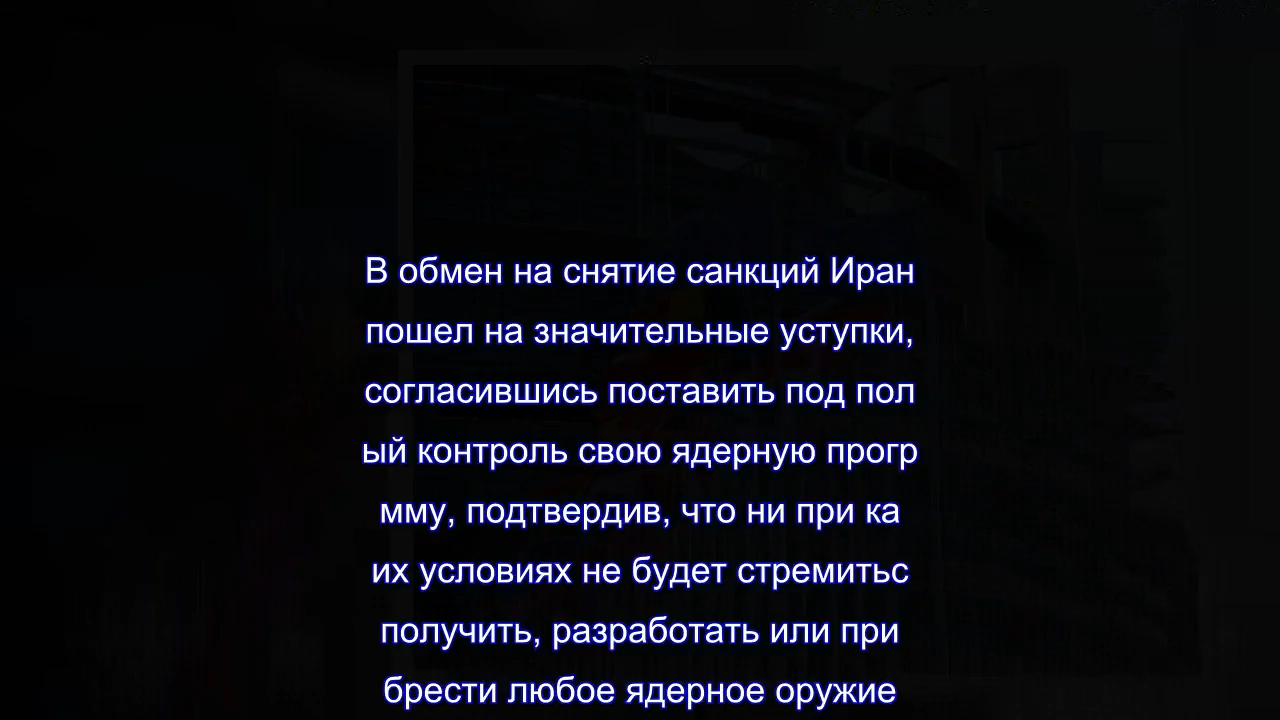 В обмен на снятие санкций Иран
пошел на значительные уступки,
согласившись поставить под пол
ый контроль свою ядерную прогр
мму, подтвердив, что ни при ка
их условиях не будет стремитьс
получить, разработать или при
брести любое ядерное оружие